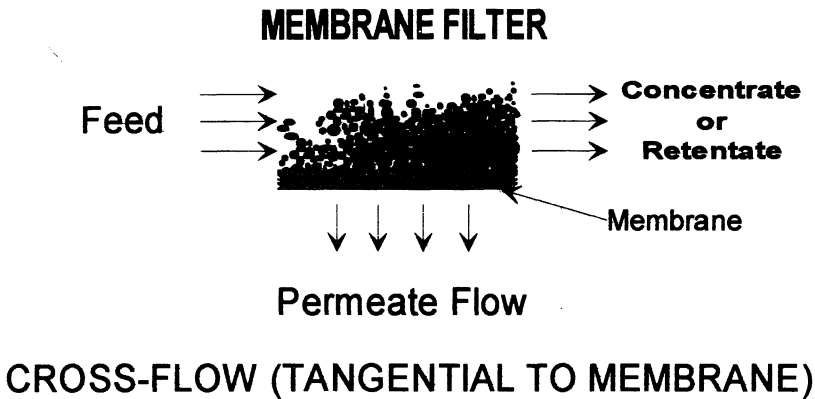 MEMBRANE FILTER
Feed
Concentrate
or
Retentate
Membrane
Permeate Flow
CROSS-FLOW (TANGENTIAL TO MEMBRANE)